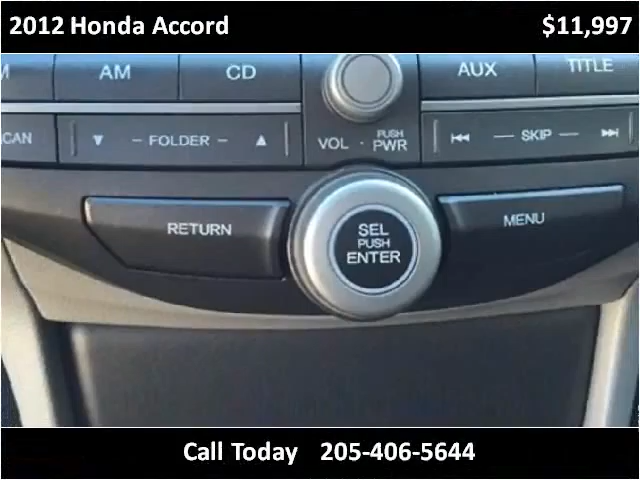 2012 Honda Accord $11,997
AM CD AUX TITLE
CAN FOLDER VOL PUSH PWR SKIP
RETURN SEL PUSH ENTER MENU
Call Today 205-406-5644